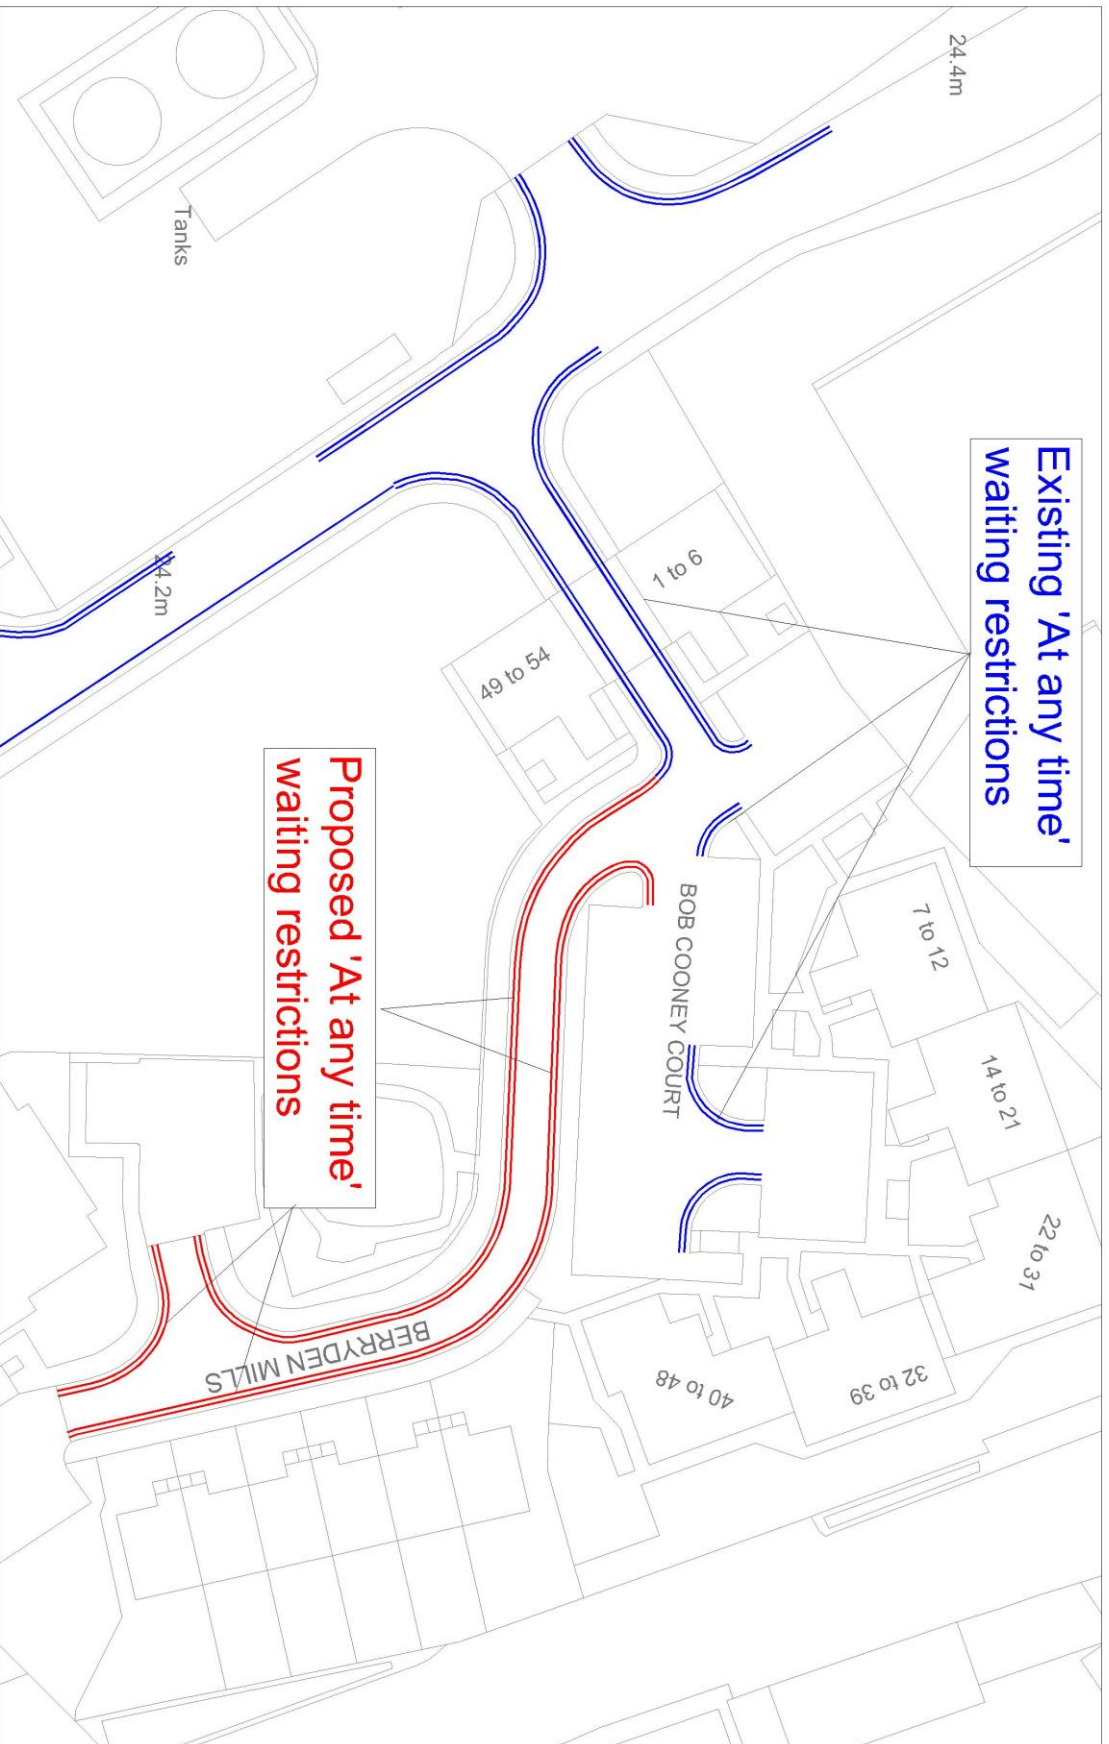 Existing 'At any time'
waiting restrictions
24.4m
22 to 31
14 to 21
7 to 12
32 to 39
40 to 48
1 to 6
BOB COONEY COURT
49 to 54
Proposed 'At any time'
waiting restrictions
BERRYDEN MILLS
Tanks
24.2m